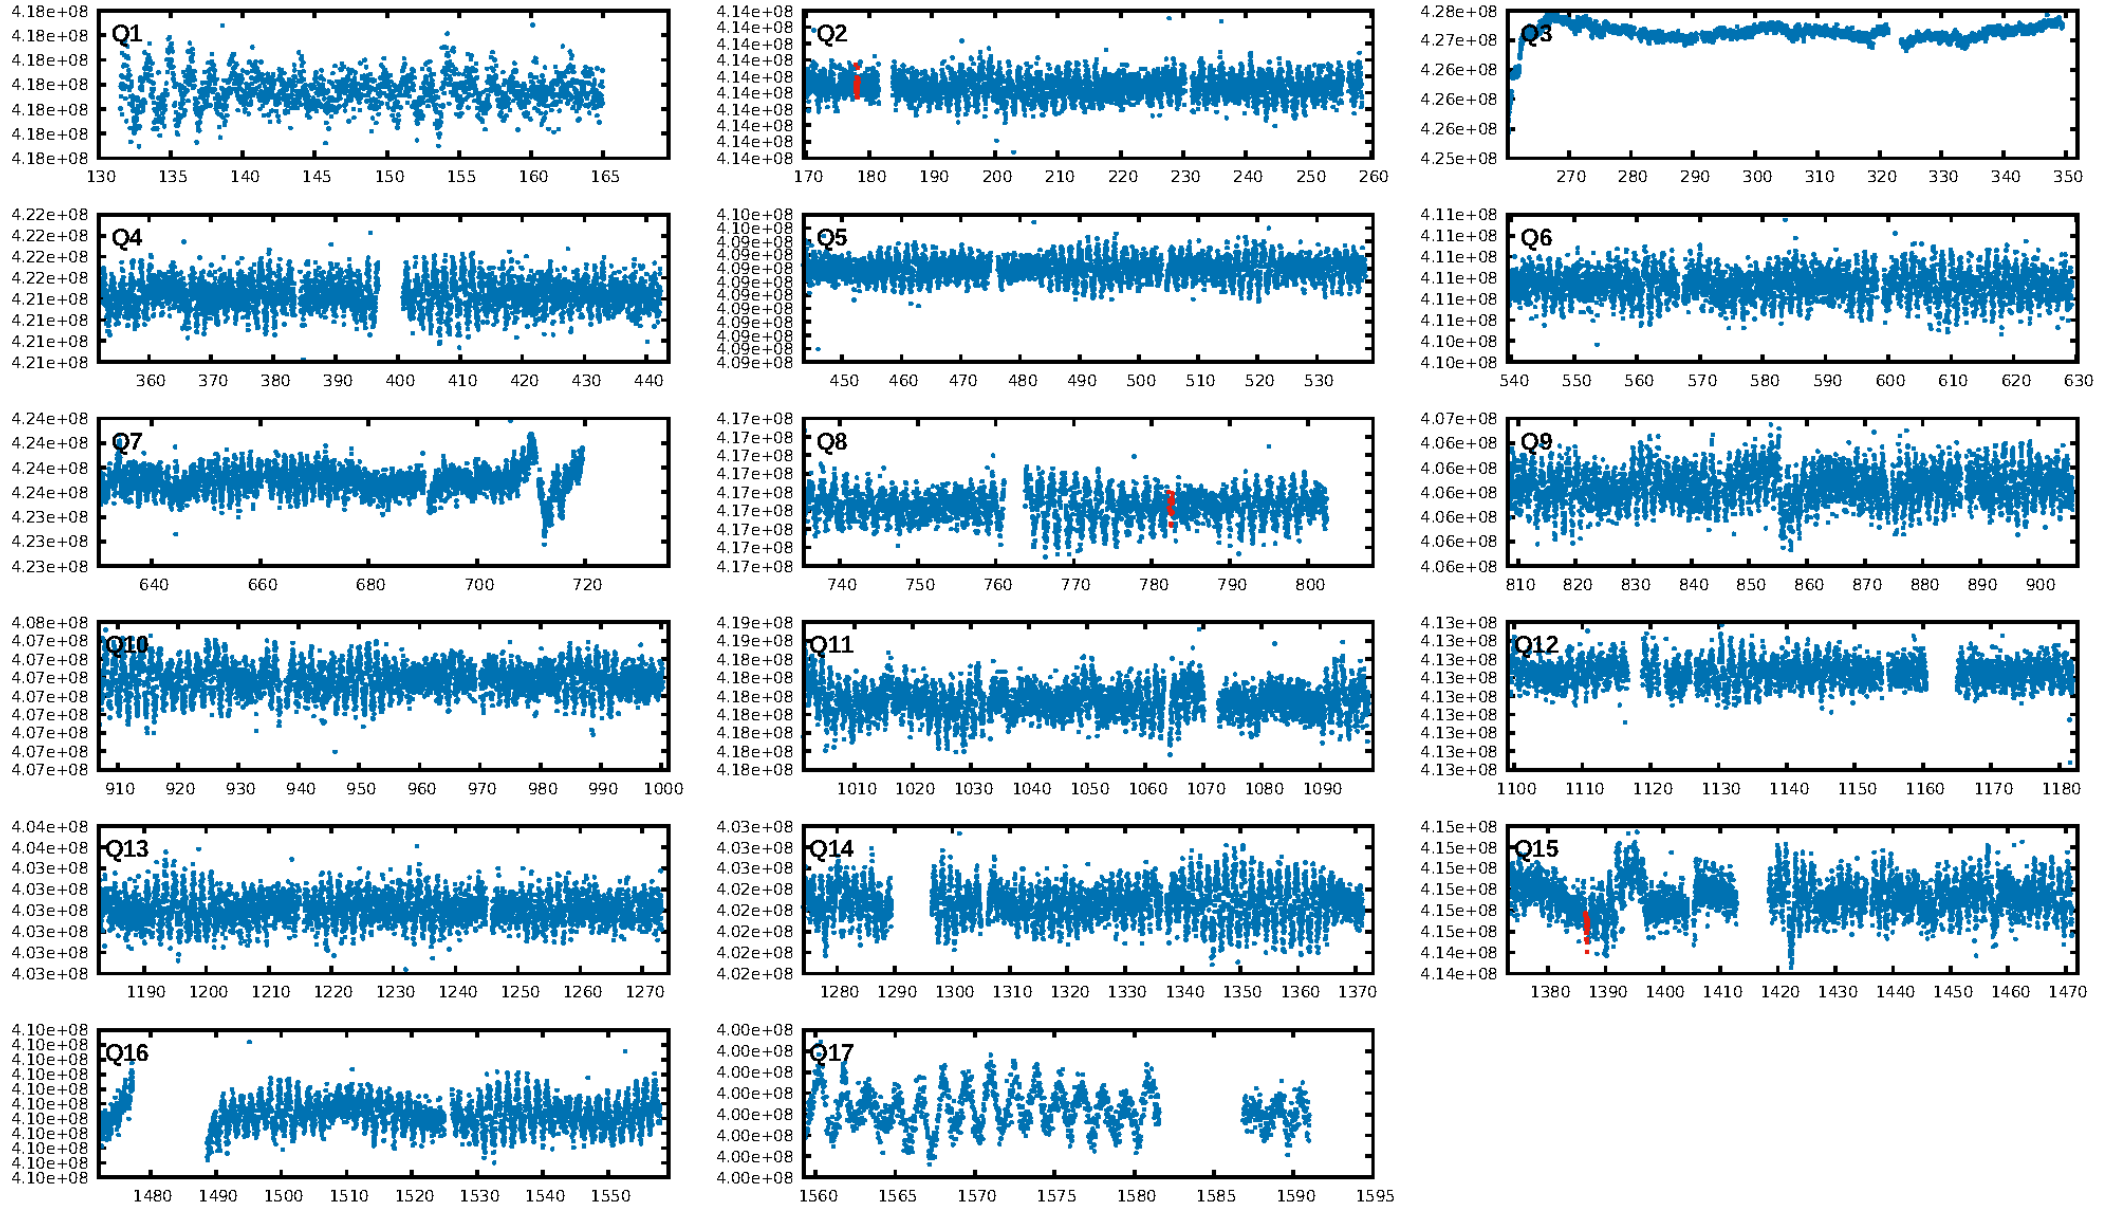 4.18e+08
4.18e+08
4.18e+08
4.18e+08
4.18e+08
4.18e+08
4.18e+08
Q1
130 135 140 145 150 155 160 165
4.14e+08
4.14e+08
4.14e+08
4.14e+08
4.14e+08
4.14e+08
4.14e+08
4.14e+08
4.14e+08
4.14e+08
Q2
170 180 190 200 210 220 230 240 250 260
4.28e+08
4.27e+08
4.26e+08
4.26e+08
4.26e+08
4.25e+08
Q3
270 280 290 300 310 320 330 340 350
4.22e+08
4.22e+08
4.22e+08
4.22e+08
4.21e+08
4.21e+08
4.21e+08
4.21e+08
Q4
360 370 380 390 400 410 420 430 440
4.10e+08
4.10e+08
4.09e+08
4.09e+08
4.09e+08
4.09e+08
4.09e+08
4.09e+08
4.09e+08
4.09e+08
4.09e+08
4.09e+08
Q5
450 460 470 480 490 500 510 520 530
4.11e+08
4.11e+08
4.11e+08
4.11e+08
4.11e+08
4.11e+08
4.10e+08
4.10e+08
Q6
540 550 560 570 580 590 600 610 620 630
4.24e+08
4.24e+08
4.24e+08
4.24e+08
4.23e+08
4.23e+08
4.23e+08
Q7
640 660 680 700 720
4.17e+08
4.17e+08
4.17e+08
4.17e+08
4.17e+08
4.17e+08
4.17e+08
4.17e+08
4.17e+08
Q8
740 750 760 770 780 790 800
4.07e+08
4.06e+08
4.06e+08
4.06e+08
4.06e+08
4.06e+08
4.06e+08
Q9
810 820 830 840 850 860 870 880 890 900
4.08e+08
4.07e+08
4.07e+08
4.07e+08
4.07e+08
4.07e+08
4.07e+08
4.07e+08
4.07e+08
Q10
910 920 930 940 950 960 970 980 990 1000
4.19e+08
4.19e+08
4.18e+08
4.18e+08
4.18e+08
4.18e+08
4.18e+08
4.18e+08
4.18e+08
Q11
1010 1020 1030 1040 1050 1060 1070 1080 1090
4.13e+08
4.13e+08
4.13e+08
4.13e+08
4.13e+08
4.13e+08
4.13e+08
4.13e+08
4.13e+08
Q12
1100 1110 1120 1130 1140 1150 1160 1170 1180
4.04e+08
4.04e+08
4.03e+08
4.03e+08
4.03e+08
4.03e+08
4.03e+08
4.03e+08
Q13
1190 1200 1210 1220 1230 1240 1250 1260 1270
4.03e+08
4.03e+08
4.03e+08
4.02e+08
4.02e+08
4.02e+08
4.02e+08
4.02e+08
Q14
1280 1290 1300 1310 1320 1330 1340 1350 1360 1370
4.15e+08
4.15e+08
4.15e+08
4.15e+08
4.15e+08
4.15e+08
4.14e+08
4.14e+08
Q15
1380 1390 1400 1410 1420 1430 1440 1450 1460 1470
4.10e+08
4.10e+08
4.10e+08
4.10e+08
4.10e+08
4.10e+08
4.10e+08
4.10e+08
4.10e+08
4.10e+08
4.10e+08
Q16
1480 1490 1500 1510 1520 1530 1540 1550
4.00e+08
4.00e+08
4.00e+08
4.00e+08
4.00e+08
4.00e+08
4.00e+08
4.00e+08
Q17
1560 1565 1570 1575 1580 1585 1590 1595